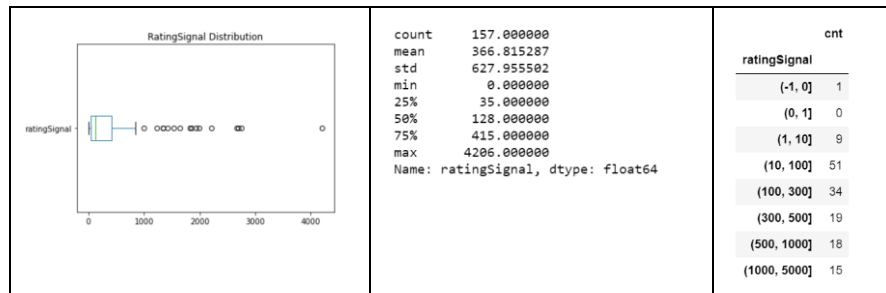 RatingSignal Distribution
ratingSignal
0 1000 2000 3000 4000
count 157.000000
mean 366.815287
std 627.955502
min 0.000000
25% 35.000000
50% 128.000000
75% 415.000000
max 4206.000000
Name: ratingSignal, dtype: float64
cnt
ratingSignal
(-1, 0] 1
(0, 1] 0
(1, 10] 9
(10, 100] 51
(100, 300] 34
(300, 500] 19
(500, 1000] 18
(1000, 5000] 15